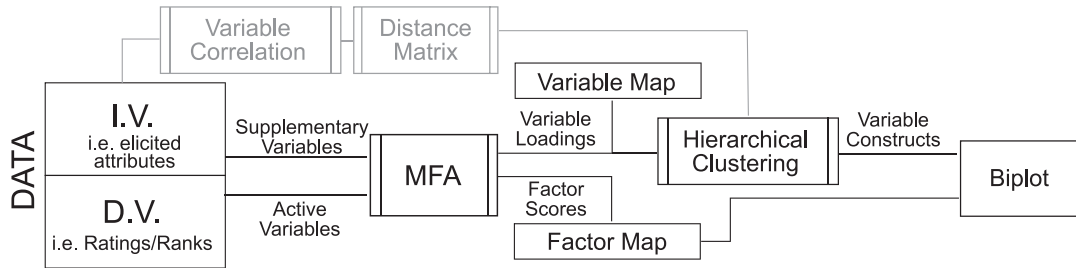 Variable
Correlation
Distance
Matrix
DATA
I.V.
i.e. elicited
attributes
D.V.
i.e. Ratings/Ranks
Supplementary
Variables
Active
Variables
MFA
Variable Map
Variable
Loadings
Factor
Scores
Factor Map
Hierarchical
Clustering
Variable
Constructs
Biplot